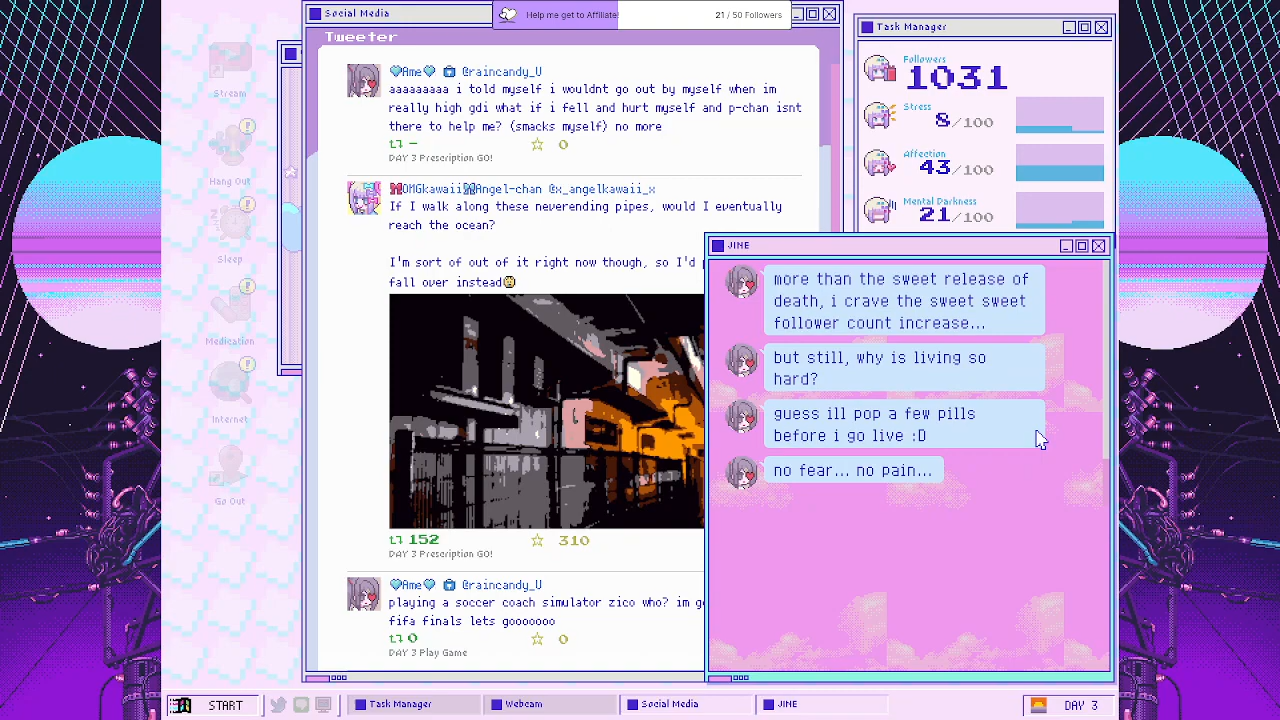 Social Media
Help me get to Affiliate!
21 / 50 Followers
Task Manager
Tweeter
Ame @raincandy_U
aaaaaaaaa i told myself i wouldnt go out by myself when im
really high gdi what if i fell and hurt myself and p-chan isnt
there to help me? (smacks myself) no more
-
0
DAY 3 Prescription GO!
OMGkawaiiAngel-chan @x_angelkawaii_x
If I walk along these neverending pipes, would I eventually
reach the ocean?
I'm sort of out of it right now though, so I'd
fall over instead
152
310
DAY 3 Prescription GO!
Ame @raincandy_U
playing a soccer coach simulator zico who? im g
fifa finals lets gooooooo
0
0
DAY 3 Play Game
Followers
1031
Stress
8/100
Affection
43/100
Mental Darkness
21/100
JINE
more than the sweet release of
death, i crave the sweet sweet
follower count increase...
but still, why is living so
hard?
guess ill pop a few pills
before i go live :D
no fear... no pain...
Stream
Hang Out
Sleep
Medication
Internet
Go Out
START
Task Manager
Webcam
Social Media
JINE
DAY 3